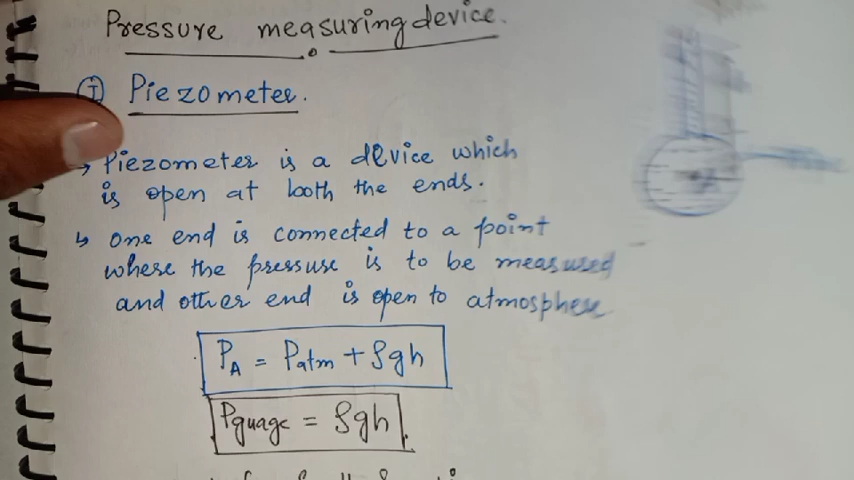 Pressure measuring device.
I Piezometer.
↳ Piezometer is a device which
is open at both the ends.
↳ one end is connected to a point
where the pressure is to be measured
and other end is open to atmosphere
P_A = Patm + ρgh
Pguage = ρgh.